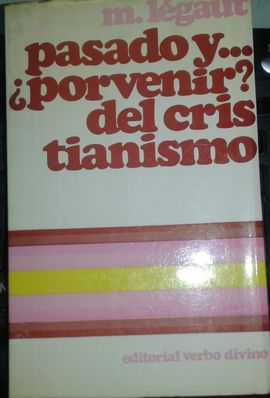 m. légaut
pasado y...
¿porvenir?
del cris
tianismo
editorial verbo divino